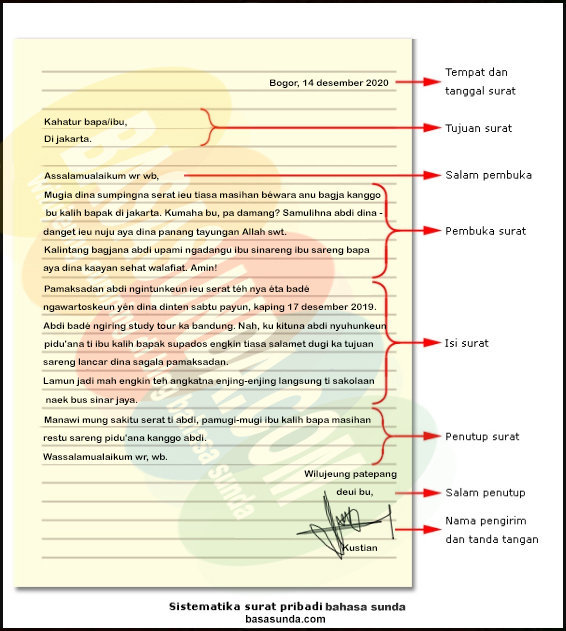 Bogor, 14 desember 2020
Tempat dan
tanggal surat
Kahatur bapa/ibu,
Di jakarta.
Tujuan surat
Assalamualaikum wr wb,
Salam pembuka
Mugia dina sumpingna serat ieu tiasa masihan béwara anu bagja kanggo
bu kalih bapak di jakarta. Kumaha bu, pa damang? Samulihna abdi dina -
danget ieu nuju aya dina panang tayungan Allah swt.
Kalintang bagjana abdi upami ngadangu ibu sinareng ibu sareng bapa
aya dina kaayan sehat walafiat. Amin!
Pembuka surat
Pamaksadan abdi ngintunkeun ieu serat téh nya éta badé
ngawartoskeun yén dina dinten sabtu payun, kaping 17 desember 2019.
Abdi badé ngiring study tour ka bandung. Nah, ku kituna abdi nyuhunkeun
pidu'ana ti ibu kalih bapak supados engkin tiasa salamet dugi ka tujuan
sareng lancar dina sagala pamaksadan.
Lamun jadi mah engkin teh angkatna enjing-enjing langsung ti sakolaan
naek bus sinar jaya.
Isi surat
Manawi mung sakitu serat ti abdi, pamugi-mugi ibu kalih bapa masihan
restu sareng pidu'ana kanggo abdi.
Wassalamualaikum wr, wb.
Penutup surat
Wilujeung patepang
deui bu,
Salam penutup
Kustian
Nama pengirim
dan tanda tangan
Sistematika surat pribadi bahasa sunda
basasunda.com